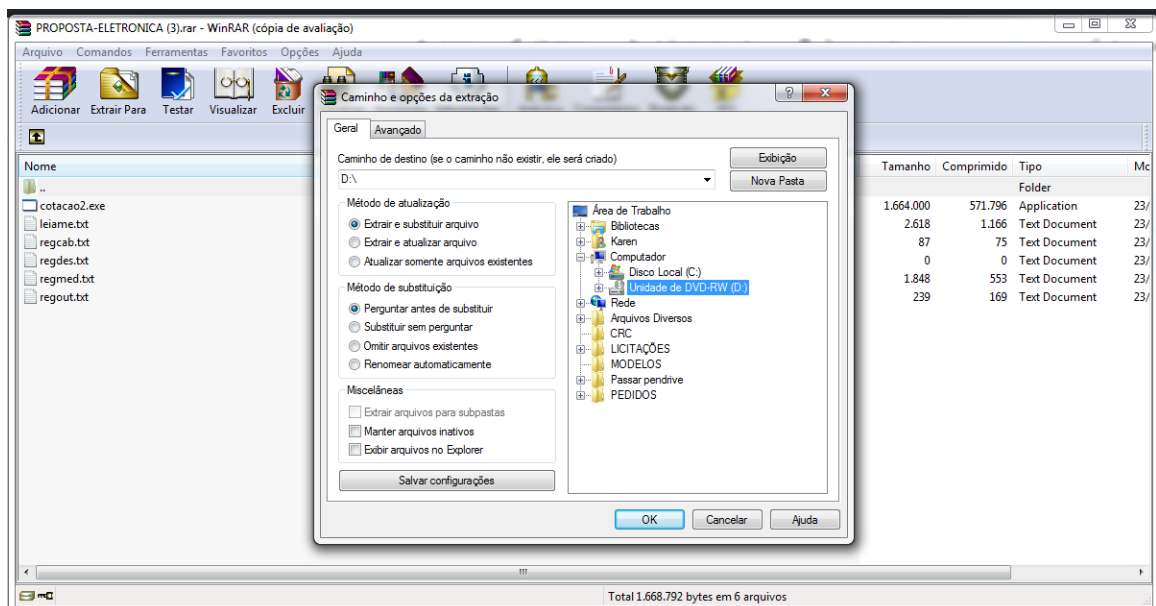 PROPOSTA-ELETRONICA (3).rar - WinRAR (cópia de avaliação)
Arquivo Comandos Ferramentas Favoritos Opções Ajuda
Adicionar Extrair Para Testar Visualizar Excluir
Caminho e opções da extração
Geral Avançado
Caminho de destino (se o caminho não existir, ele será criado)
Exibição
D:\
Nova Pasta
Método de atualização
Extrair e substituir arquivo
Extrair e atualizar arquivo
Atualizar somente arquivos existentes
Método de substituição
Perguntar antes de substituir
Substituir sem perguntar
Omitir arquivos existentes
Renomear automaticamente
Miscelâneas
Extrair arquivos para subpastas
Manter arquivos inativos
Exibir arquivos no Explorer
Salvar configurações
Área de Trabalho
Bibliotecas
Karen
Computador
Disco Local (C:)
Unidade de DVD-RW (D:)
Rede
Arquivos Diversos
CRC
LICITAÇÕES
MODELOS
Passar pendrive
PEDIDOS
OK Cancelar Ajuda
Nome Tamanho Comprimido Tipo
.. Folder
cotacao2.exe 1.664.000 571.796 Application 23/
leiame.txt 2.618 1.166 Text Document 23/
regcab.txt 87 75 Text Document 23/
regdes.txt 0 0 Text Document 23/
regmed.txt 1.848 553 Text Document 23/
regout.txt 239 169 Text Document 23/
Total 1.668.792 bytes em 6 arquivos